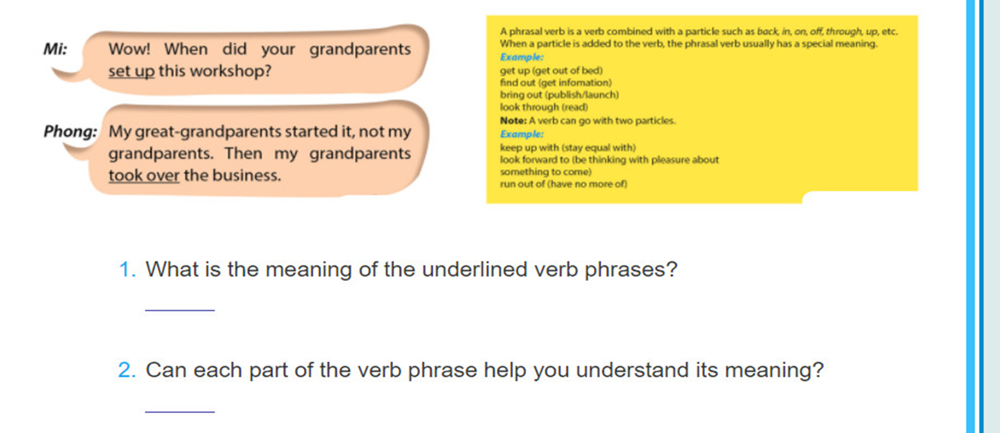 Mi:
Wow! When did your grandparents
set up this workshop?
Phong:
My great-grandparents started it, not my
grandparents. Then my grandparents
took over the business.
A phrasal verb is a verb combined with a particle such as back, in, on, off, through, up, etc.
When a particle is added to the verb, the phrasal verb usually has a special meaning.
Example:
get up (get out of bed)
find out (get infomation)
bring out (publish/launch)
look through (read)
Note: A verb can go with two particles.
Example:
keep up with (stay equal with)
look forward to (be thinking with pleasure about
something to come)
run out of (have no more of)
1. What is the meaning of the underlined verb phrases?
2. Can each part of the verb phrase help you understand its meaning?